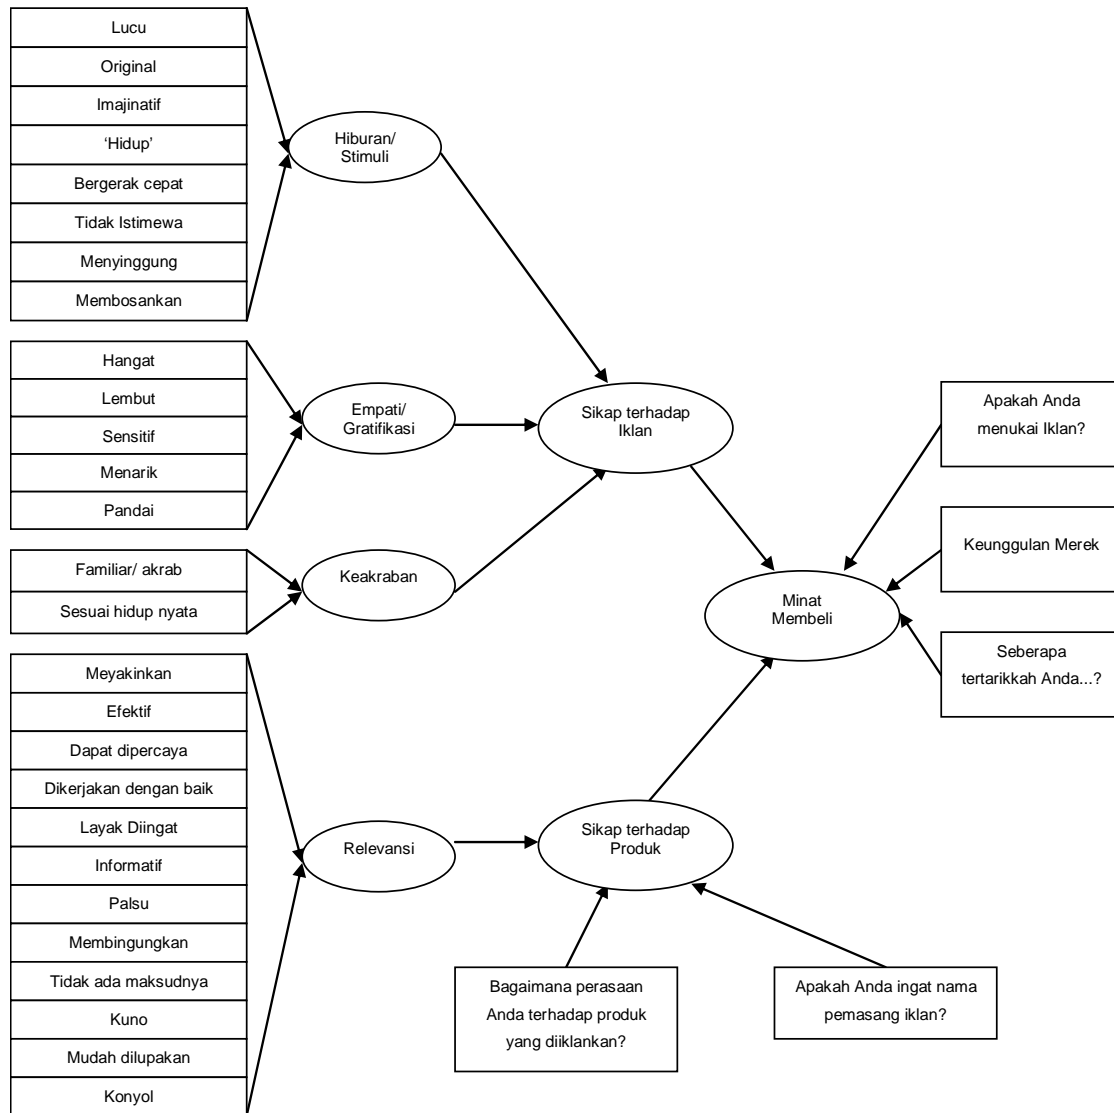 Lucu
Original
Imajinatif
‘Hidup’
Bergerak cepat
Tidak Istimewa
Menyinggung
Membosankan
Hiburan/
Stimuli
Hangat
Lembut
Sensitif
Menarik
Pandai
Empati/
Gratifikasi
Sikap terhadap
Iklan
Apakah Anda
menukai Iklan?
Familiar/ akrab
Sesuai hidup nyata
Keakraban
Minat
Membeli
Keunggulan Merek
Seberapa
tertarikkah Anda...?
Meyakinkan
Efektif
Dapat dipercaya
Dikerjakan dengan baik
Layak Diingat
Informatif
Palsu
Membingungkan
Tidak ada maksudnya
Kuno
Mudah dilupakan
Konyol
Relevansi
Sikap terhadap
Produk
Bagaimana perasaan
Anda terhadap produk
yang diiklankan?
Apakah Anda ingat nama
pemasang iklan?